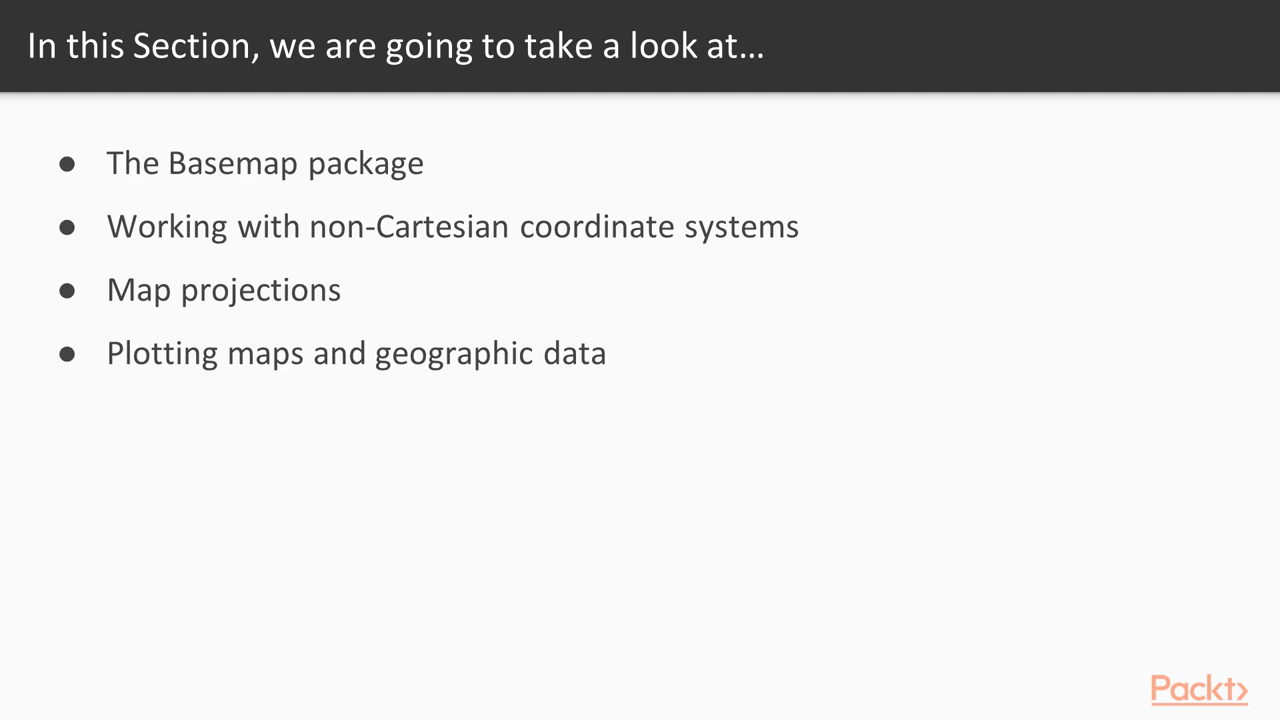 In this Section, we are going to take a look at...
● The Basemap package
● Working with non-Cartesian coordinate systems
● Map projections
● Plotting maps and geographic data
Packt>